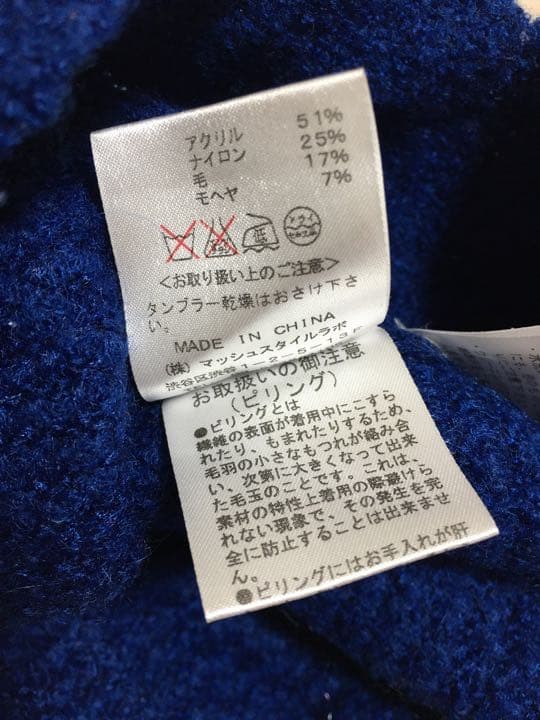 アクリル 51%
ナイロン 25%
毛 17%
モヘヤ 7%
<お取り扱い上のご注意>
タンブラー乾燥はおさけ下さ
い。
MADE IN CHINA
(株)マッシュスタイルラボ
渋谷区渋谷1-2-5-13F
お取扱いの御注意
(ピリング)
●ピリングとは
繊維の表面が着用中にこすら
れたり、もまれたりするため、
毛羽の小さなもつれが絡み合
い、次第に大きくなって出来
た毛玉のことです。これは、
素材の特性上着用の際避けら
れない現象で、その発生を完
全に防止することは出来ませ
ん。
●ピリングにはお手入れが肝